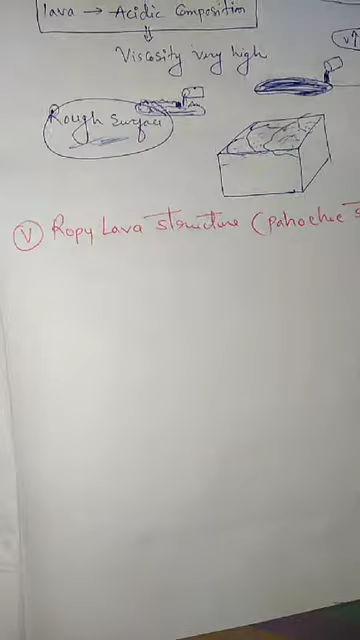 lava → Acidic Composition
⇓
Viscosity very high
V↑
Rough Surface
(V) Ropy Lava structure (pahoehoe s